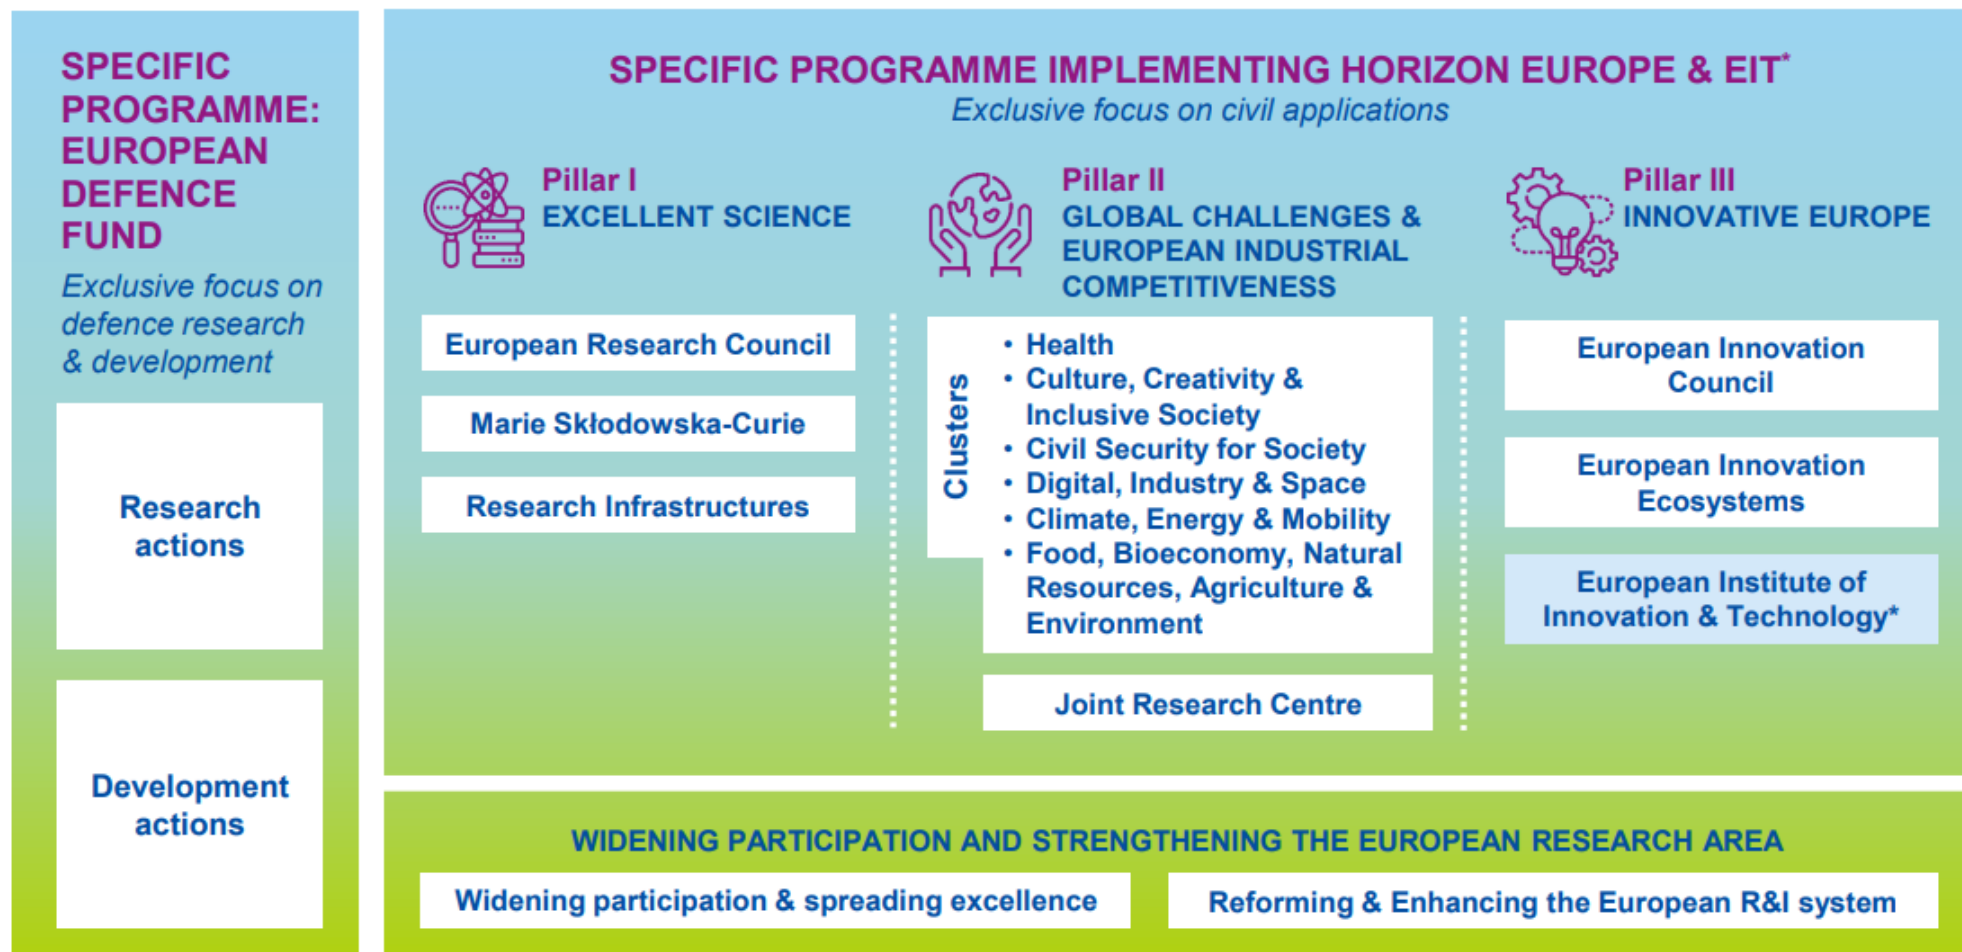 SPECIFIC
PROGRAMME:
EUROPEAN
DEFENCE
FUND
Exclusive focus on
defence research
& development
Research
actions
Development
actions
SPECIFIC PROGRAMME IMPLEMENTING HORIZON EUROPE & EIT*
Exclusive focus on civil applications
Pillar I
EXCELLENT SCIENCE
European Research Council
Marie Skłodowska-Curie
Research Infrastructures
Pillar II
GLOBAL CHALLENGES &
EUROPEAN INDUSTRIAL
COMPETITIVENESS
Clusters
• Health
• Culture, Creativity &
Inclusive Society
• Civil Security for Society
• Digital, Industry & Space
• Climate, Energy & Mobility
• Food, Bioeconomy, Natural
Resources, Agriculture &
Environment
Joint Research Centre
Pillar III
INNOVATIVE EUROPE
European Innovation
Council
European Innovation
Ecosystems
European Institute of
Innovation & Technology*
WIDENING PARTICIPATION AND STRENGTHENING THE EUROPEAN RESEARCH AREA
Widening participation & spreading excellence
Reforming & Enhancing the European R&I system